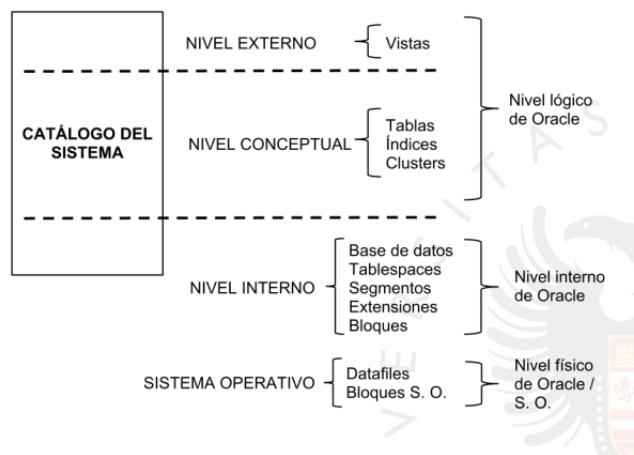 NIVEL EXTERNO
Vistas
CATÁLOGO DEL
SISTEMA
NIVEL CONCEPTUAL
Tablas
Índices
Clusters
Nivel lógico
de Oracle
NIVEL INTERNO
Base de datos
Tablespaces
Segmentos
Extensiones
Bloques
Nivel interno
de Oracle
SISTEMA OPERATIVO
Datafiles
Bloques S. O.
Nivel físico
de Oracle /
S. O.
VERSITAS